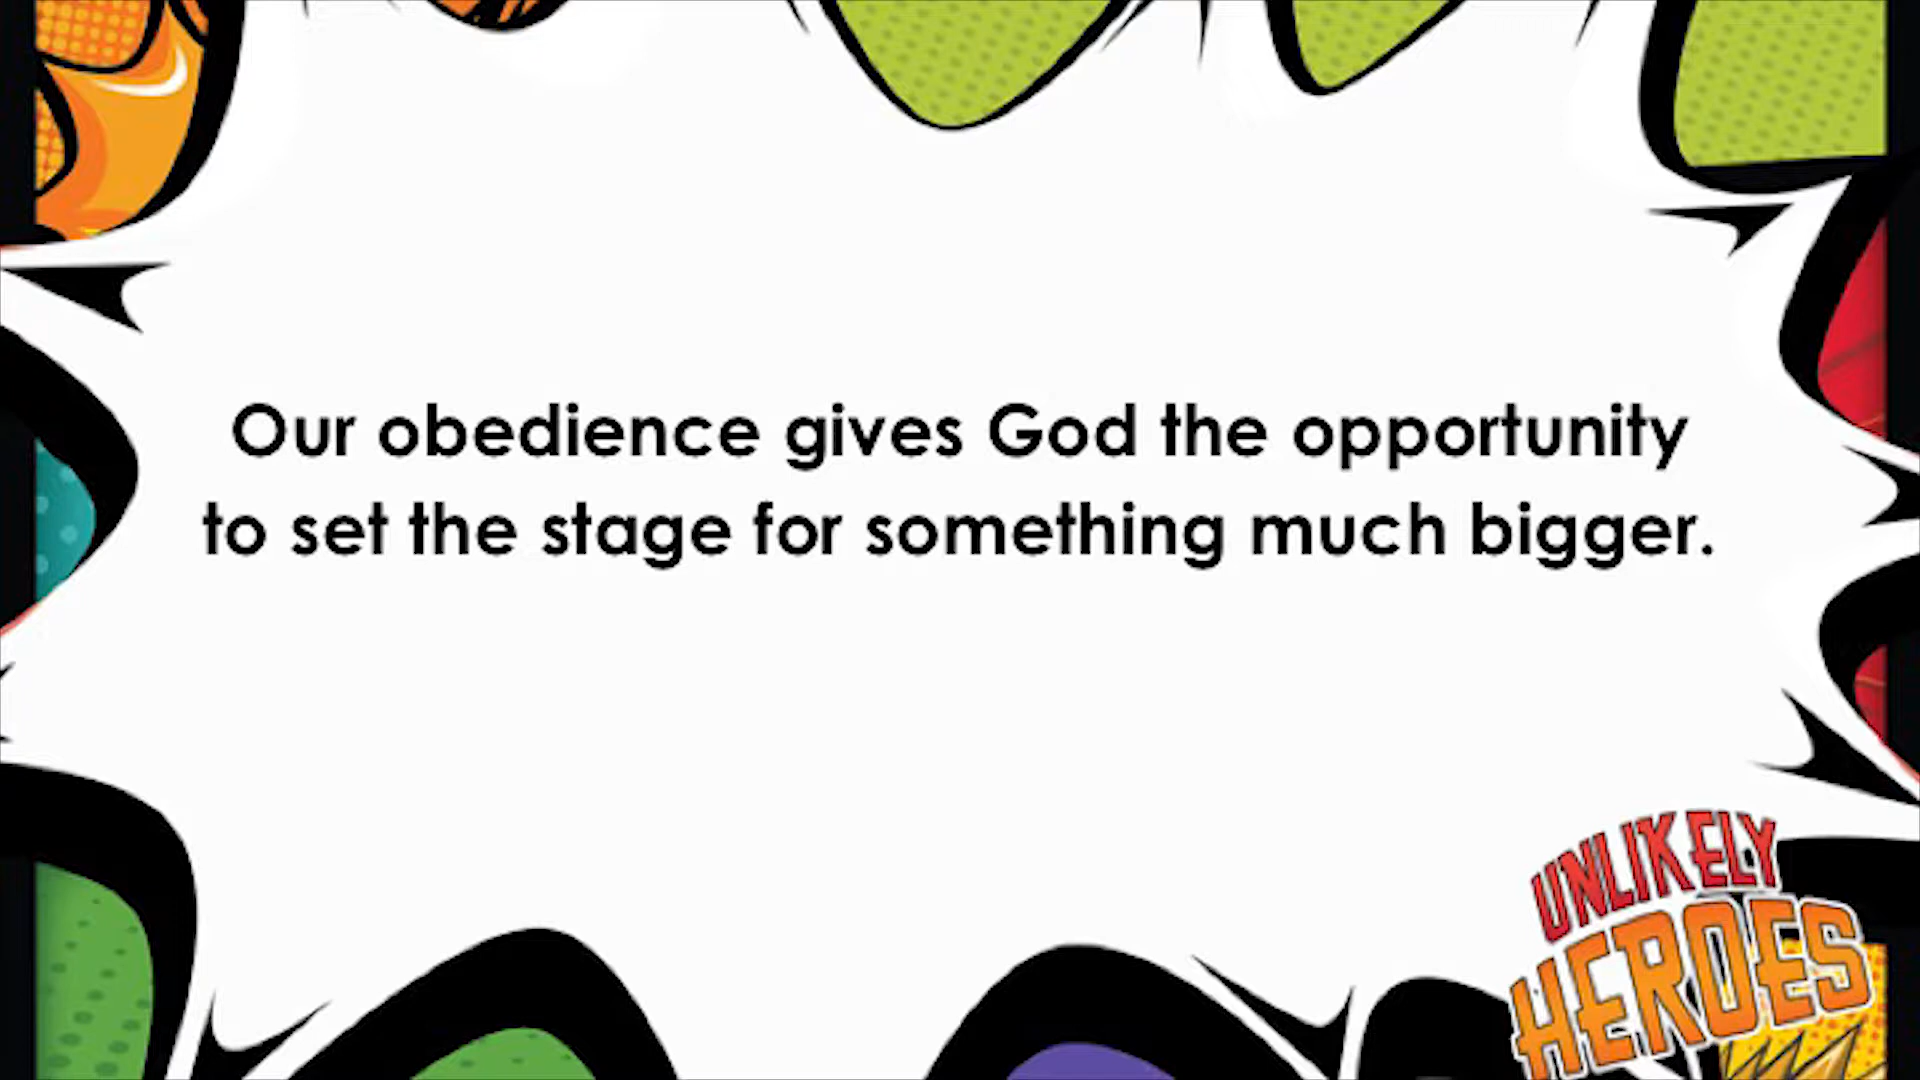 Our obedience gives God the opportunity
to set the stage for something much bigger.
UNLIKELY
HEROES